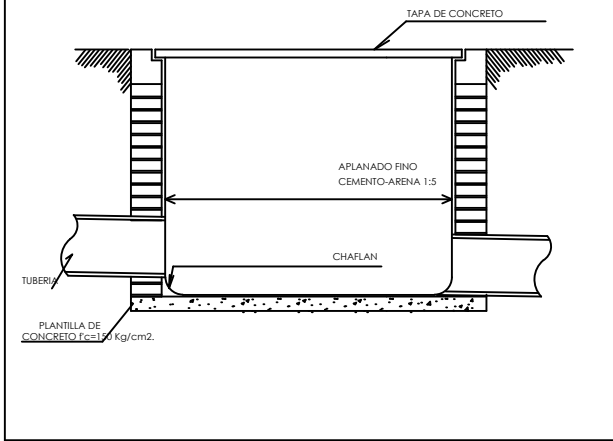 TAPA DE CONCRETO
APLANADO FINO
CEMENTO-ARENA 1:5
CHAFLAN
TUBERIA
PLANTILLA DE
CONCRETO f'c=150 Kg/cm2.